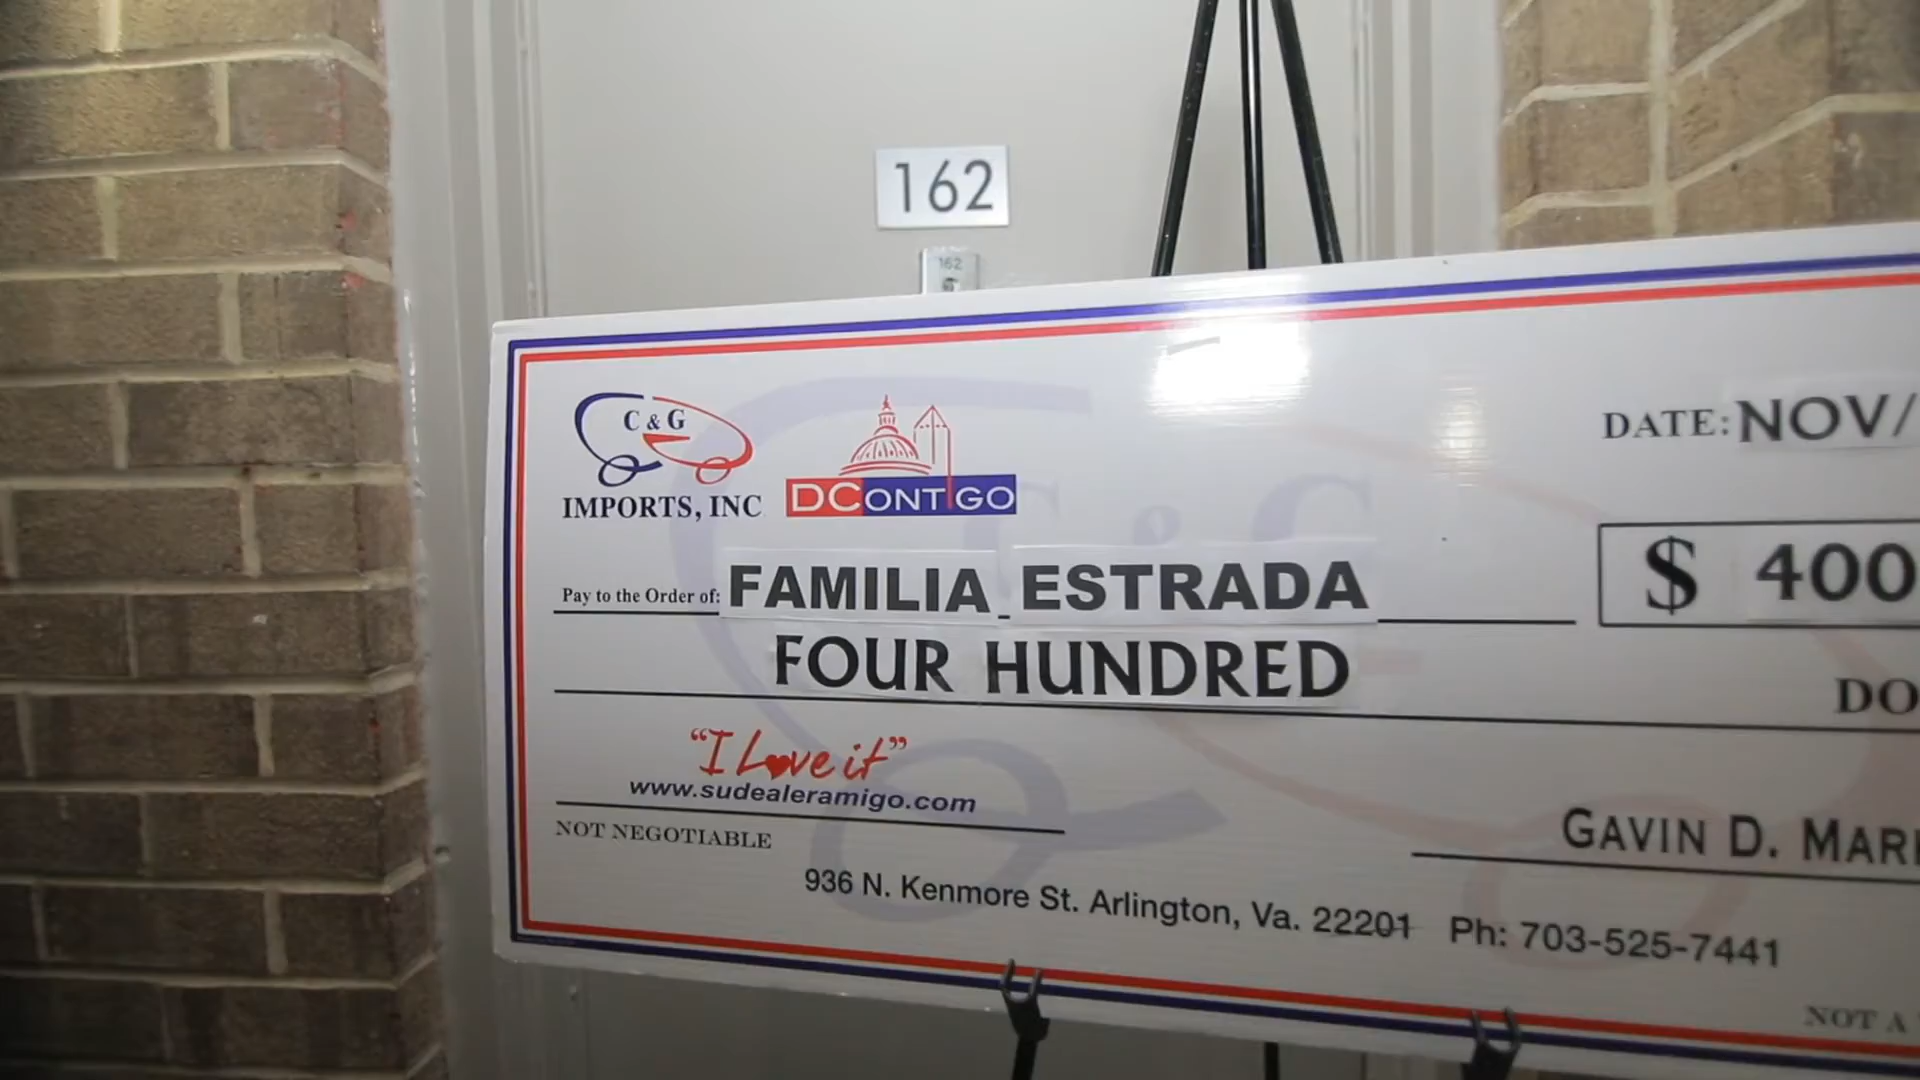 162
162
C & G
IMPORTS, INC
DCONTIGO
DATE: NOV/
Pay to the Order of: FAMILIA ESTRADA
$ 400
FOUR HUNDRED
DO
"I Love it"
www.sudealeramigo.com
NOT NEGOTIABLE
GAVIN D. MAR
936 N. Kenmore St. Arlington, Va. 22201 Ph: 703-525-7441
NOT A